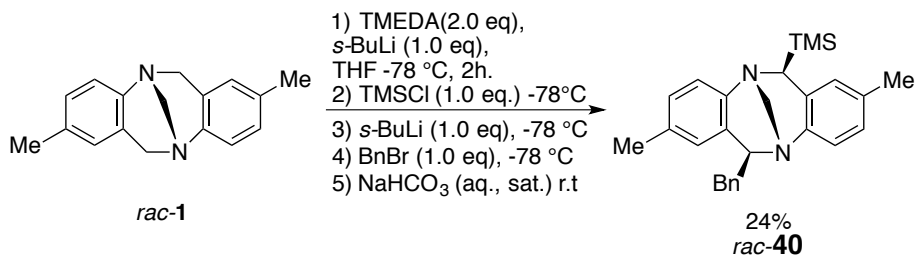 1) TMEDA(2.0 eq),
s-BuLi (1.0 eq),
THF -78 °C, 2h.
2) TMSCl (1.0 eq.) -78°C
3) s-BuLi (1.0 eq), -78 °C
4) BnBr (1.0 eq), -78 °C
5) NaHCO3 (aq., sat.) r.t
N
Me
Me
N
rac-1
TMS
N
Me
Me
N
Bn
24%
rac-40